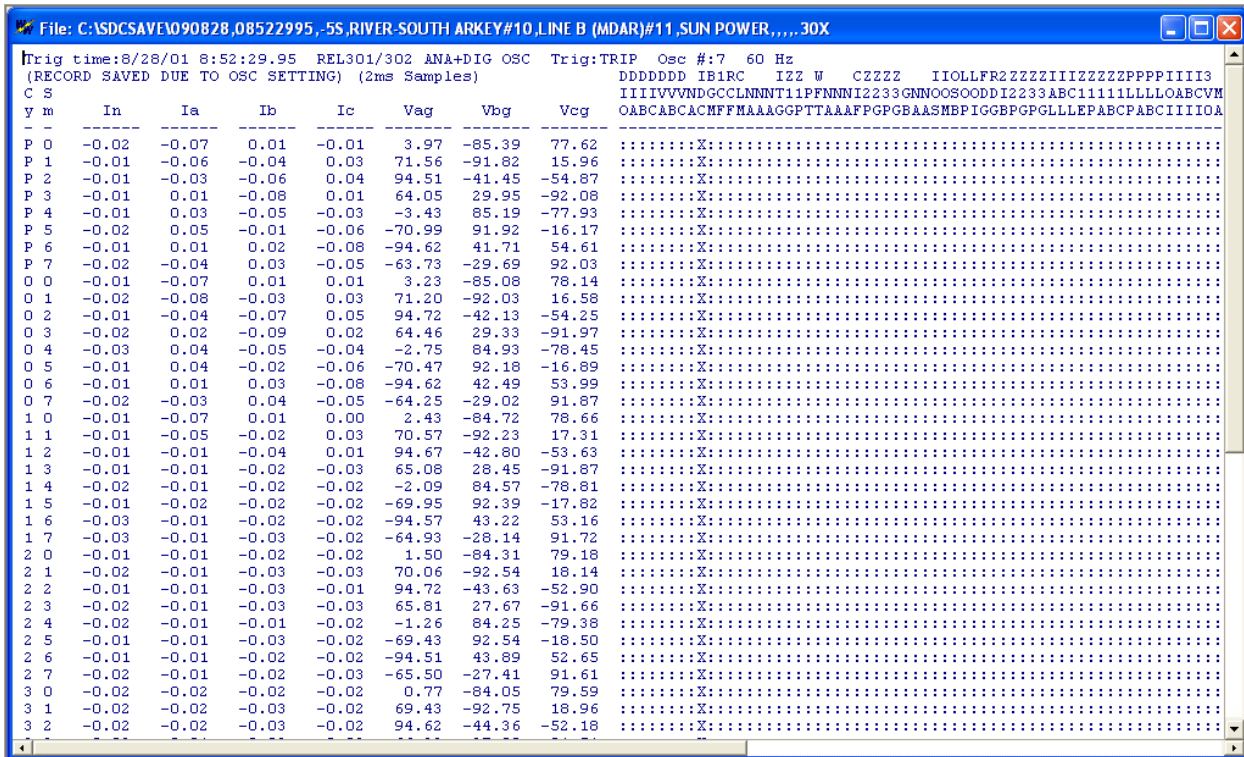 File: C:\SDCSAVE\090828,08522995,-5S,RIVER-SOUTH ARKEY#10,LINE B (MDAR)#11,SUN POWER,,,,.30X
Trig time:8/28/01 8:52:29.95 REL301/302 ANA+DIG OSC Trig:TRIP Osc #:7 60 Hz
(RECORD SAVED DUE TO OSC SETTING) (2ms Samples) DDDDDDD IB1RC IZZ W CZZZZ IIOLLFR2ZZZZIIIZZZZZPPPPIIII3
C S IIIIVVVNDGCCLNNNT11PFNNNI2233GNNOOSOODDI2233ABC11111LLLLOABCVM
y m In Ia Ib Ic Vag Vbg Vcg OABCABCACMFFMAAAGGPTTAAAFPGPGBAASMBPIGGBPGPGLLLEPABCPABCIIIIOA
- - ------ ------ ------ ------ ------ ------ ------ --------------------------------------------------------------
P 0 -0.02 -0.07 0.01 -0.01 3.97 -85.39 77.62 ::::::::X:::::::::::::::::::::::::::::::::::::::::::::::::::::
P 1 -0.01 -0.06 -0.04 0.03 71.56 -91.82 15.96 ::::::::X:::::::::::::::::::::::::::::::::::::::::::::::::::::
P 2 -0.01 -0.03 -0.06 0.04 94.51 -41.45 -54.87 ::::::::X:::::::::::::::::::::::::::::::::::::::::::::::::::::
P 3 -0.01 0.01 -0.08 0.01 64.05 29.95 -92.08 ::::::::X:::::::::::::::::::::::::::::::::::::::::::::::::::::
P 4 -0.01 0.03 -0.05 -0.03 -3.43 85.19 -77.93 ::::::::X:::::::::::::::::::::::::::::::::::::::::::::::::::::
P 5 -0.02 0.05 -0.01 -0.06 -70.99 91.92 -16.17 ::::::::X:::::::::::::::::::::::::::::::::::::::::::::::::::::
P 6 -0.01 0.01 0.02 -0.08 -94.62 41.71 54.61 ::::::::X:::::::::::::::::::::::::::::::::::::::::::::::::::::
P 7 -0.02 -0.04 0.03 -0.05 -63.73 -29.69 92.03 ::::::::X:::::::::::::::::::::::::::::::::::::::::::::::::::::
0 0 -0.01 -0.07 0.01 0.01 3.23 -85.08 78.14 ::::::::X:::::::::::::::::::::::::::::::::::::::::::::::::::::
0 1 -0.02 -0.08 -0.03 0.03 71.20 -92.03 16.58 ::::::::X:::::::::::::::::::::::::::::::::::::::::::::::::::::
0 2 -0.01 -0.04 -0.07 0.05 94.72 -42.13 -54.25 ::::::::X:::::::::::::::::::::::::::::::::::::::::::::::::::::
0 3 -0.02 0.02 -0.09 0.02 64.46 29.33 -91.97 ::::::::X:::::::::::::::::::::::::::::::::::::::::::::::::::::
0 4 -0.03 0.04 -0.05 -0.04 -2.75 84.93 -78.45 ::::::::X:::::::::::::::::::::::::::::::::::::::::::::::::::::
0 5 -0.01 0.04 -0.02 -0.06 -70.47 92.18 -16.89 ::::::::X:::::::::::::::::::::::::::::::::::::::::::::::::::::
0 6 -0.01 0.01 0.03 -0.08 -94.62 42.49 53.99 ::::::::X:::::::::::::::::::::::::::::::::::::::::::::::::::::
0 7 -0.02 -0.03 0.04 -0.05 -64.25 -29.02 91.87 ::::::::X:::::::::::::::::::::::::::::::::::::::::::::::::::::
1 0 -0.01 -0.07 0.01 0.00 2.43 -84.72 78.66 ::::::::X:::::::::::::::::::::::::::::::::::::::::::::::::::::
1 1 -0.01 -0.05 -0.02 0.03 70.57 -92.23 17.31 ::::::::X:::::::::::::::::::::::::::::::::::::::::::::::::::::
1 2 -0.01 -0.01 -0.04 0.01 94.67 -42.80 -53.63 ::::::::X:::::::::::::::::::::::::::::::::::::::::::::::::::::
1 3 -0.01 -0.01 -0.02 -0.03 65.08 28.45 -91.87 ::::::::X:::::::::::::::::::::::::::::::::::::::::::::::::::::
1 4 -0.01 -0.02 -0.02 -0.02 -2.09 84.57 -78.81 ::::::::X:::::::::::::::::::::::::::::::::::::::::::::::::::::
1 5 -0.01 -0.02 -0.02 -0.02 -69.95 92.39 -17.82 ::::::::X:::::::::::::::::::::::::::::::::::::::::::::::::::::
1 6 -0.03 -0.01 -0.02 -0.02 -94.57 43.22 53.16 ::::::::X:::::::::::::::::::::::::::::::::::::::::::::::::::::
1 7 -0.03 -0.01 -0.03 -0.02 -64.93 -28.14 91.72 ::::::::X:::::::::::::::::::::::::::::::::::::::::::::::::::::
2 0 -0.01 -0.01 -0.02 -0.02 1.50 -84.31 79.18 ::::::::X:::::::::::::::::::::::::::::::::::::::::::::::::::::
2 1 -0.02 -0.01 -0.03 -0.03 70.06 -92.54 18.14 ::::::::X:::::::::::::::::::::::::::::::::::::::::::::::::::::
2 2 -0.01 -0.01 -0.03 -0.01 94.72 -43.63 -52.90 ::::::::X:::::::::::::::::::::::::::::::::::::::::::::::::::::
2 3 -0.02 -0.01 -0.03 -0.03 65.81 27.67 -91.66 ::::::::X:::::::::::::::::::::::::::::::::::::::::::::::::::::
2 4 -0.02 -0.01 -0.01 -0.02 -1.26 84.25 -79.38 ::::::::X:::::::::::::::::::::::::::::::::::::::::::::::::::::
2 5 -0.01 -0.01 -0.03 -0.02 -69.43 92.54 -18.50 ::::::::X:::::::::::::::::::::::::::::::::::::::::::::::::::::
2 6 -0.01 -0.01 -0.02 -0.02 -94.51 43.89 52.65 ::::::::X:::::::::::::::::::::::::::::::::::::::::::::::::::::
2 7 -0.02 -0.01 -0.02 -0.03 -65.50 -27.41 91.61 ::::::::X:::::::::::::::::::::::::::::::::::::::::::::::::::::
3 0 -0.02 -0.02 -0.02 -0.02 0.77 -84.05 79.59 ::::::::X:::::::::::::::::::::::::::::::::::::::::::::::::::::
3 1 -0.02 -0.02 -0.02 -0.03 69.43 -92.75 18.96 ::::::::X:::::::::::::::::::::::::::::::::::::::::::::::::::::
3 2 -0.02 -0.02 -0.03 -0.02 94.62 -44.36 -52.18 ::::::::X:::::::::::::::::::::::::::::::::::::::::::::::::::::